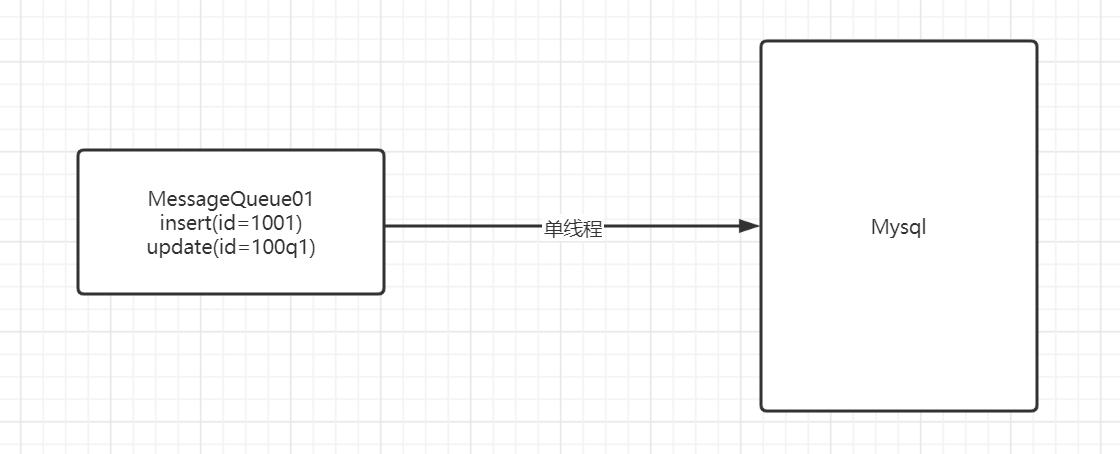 MessageQueue01
insert(id=1001)
update(id=100q1)
单线程
Mysql